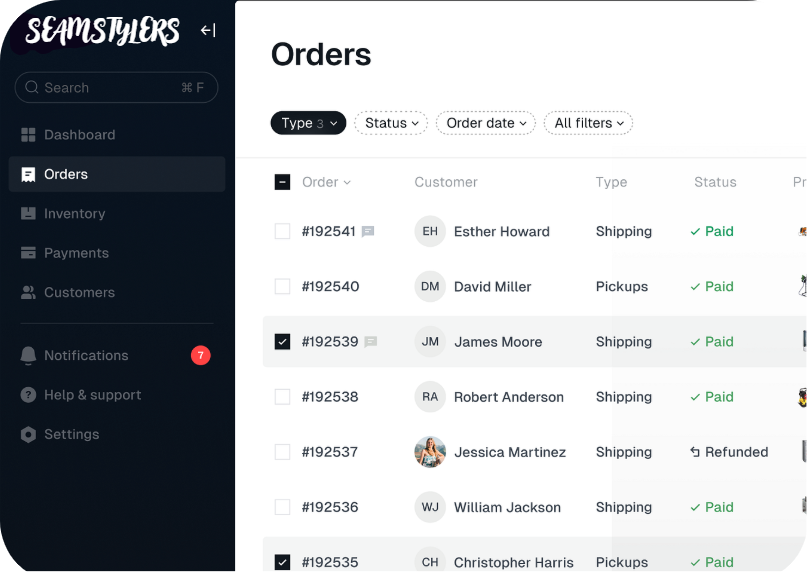 SEAMSTYLERS
Search ⌘ F
Dashboard
Orders
Inventory
Payments
Customers
Notifications 7
Help & support
Settings
Orders
Type 3 Status Order date All filters
Order Customer Type Status
#192541 EH Esther Howard Shipping Paid
#192540 DM David Miller Pickups Paid
#192539 JM James Moore Shipping Paid
#192538 RA Robert Anderson Shipping Paid
#192537 Jessica Martinez Shipping Refunded
#192536 WJ William Jackson Shipping Paid
#192535 CH Christopher Harris Pickups Paid